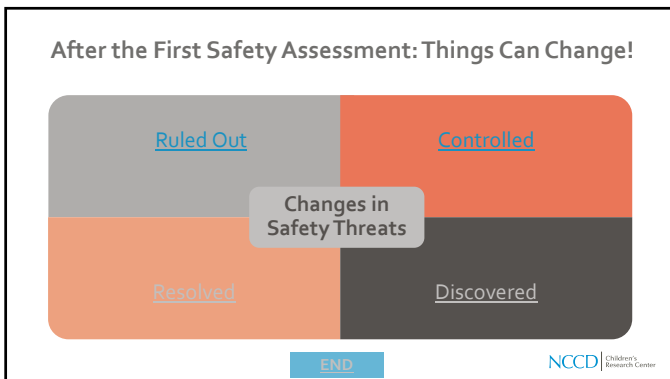 After the First Safety Assessment: Things Can Change!
Ruled Out
Controlled
Changes in
Safety Threats
Resolved
Discovered
END
NCCD Children's
Research Center